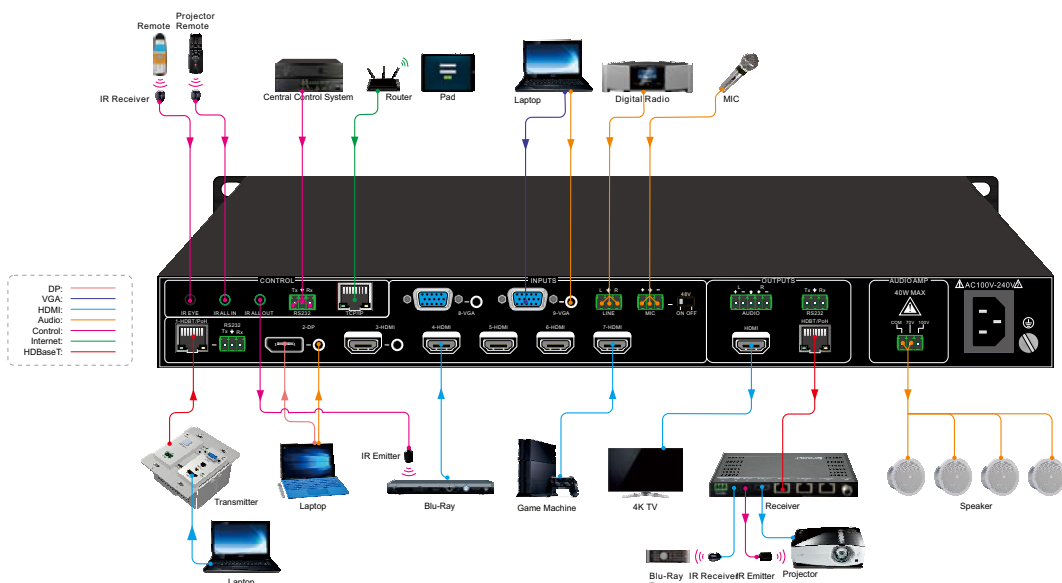 Remote
Projector
Remote
IR Receiver
Central Control System
Router
Pad
Laptop
Digital Radio
MIC
DP:
VGA:
HDMI:
Audio:
Control:
Internet:
HDBaseT:
CONTROL
INPUTS
OUTPUTS
AUDIO AMP
IR EYE
IR ALL IN
IR ALL OUT
Tx Rx
RS232
TCP/IP
8-VGA
9-VGA
L + R
LINE
MIC
48V
ON OFF
L R
AUDIO
Tx Rx
RS232
40W MAX
COM 70V 100V
AC100V-240V
1-HDBT/PoH
RS232
Tx Rx
2-DP
3-HDMI
4-HDMI
5-HDMI
6-HDMI
7-HDMI
HDMI
HDBT/PoH
Transmitter
Laptop
Laptop
IR Emitter
Blu-Ray
Game Machine
4K TV
Receiver
Speaker
Blu-Ray
IR Receiver
IR Emitter
Projector